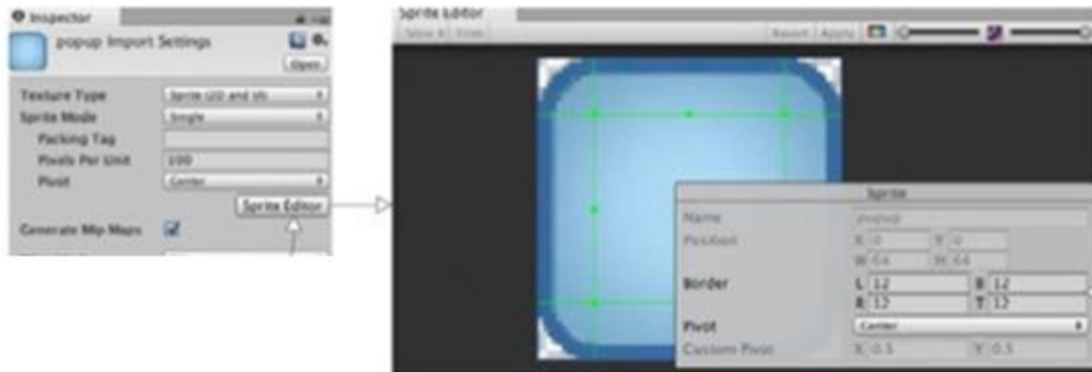 Inspector
popup Import Settings
Open
Texture Type Sprite (2D and UI)
Sprite Mode Single
Packing Tag
Pixels Per Unit 100
Pivot Center
Sprite Editor
Generate Mip Maps
Sprite Editor
Revert Apply
Sprite
Name popup
Position X 0 Y 0
W 64 H 64
Border L 12 B 12
R 12 T 12
Pivot Center
Custom Pivot X 0.5 Y 0.5